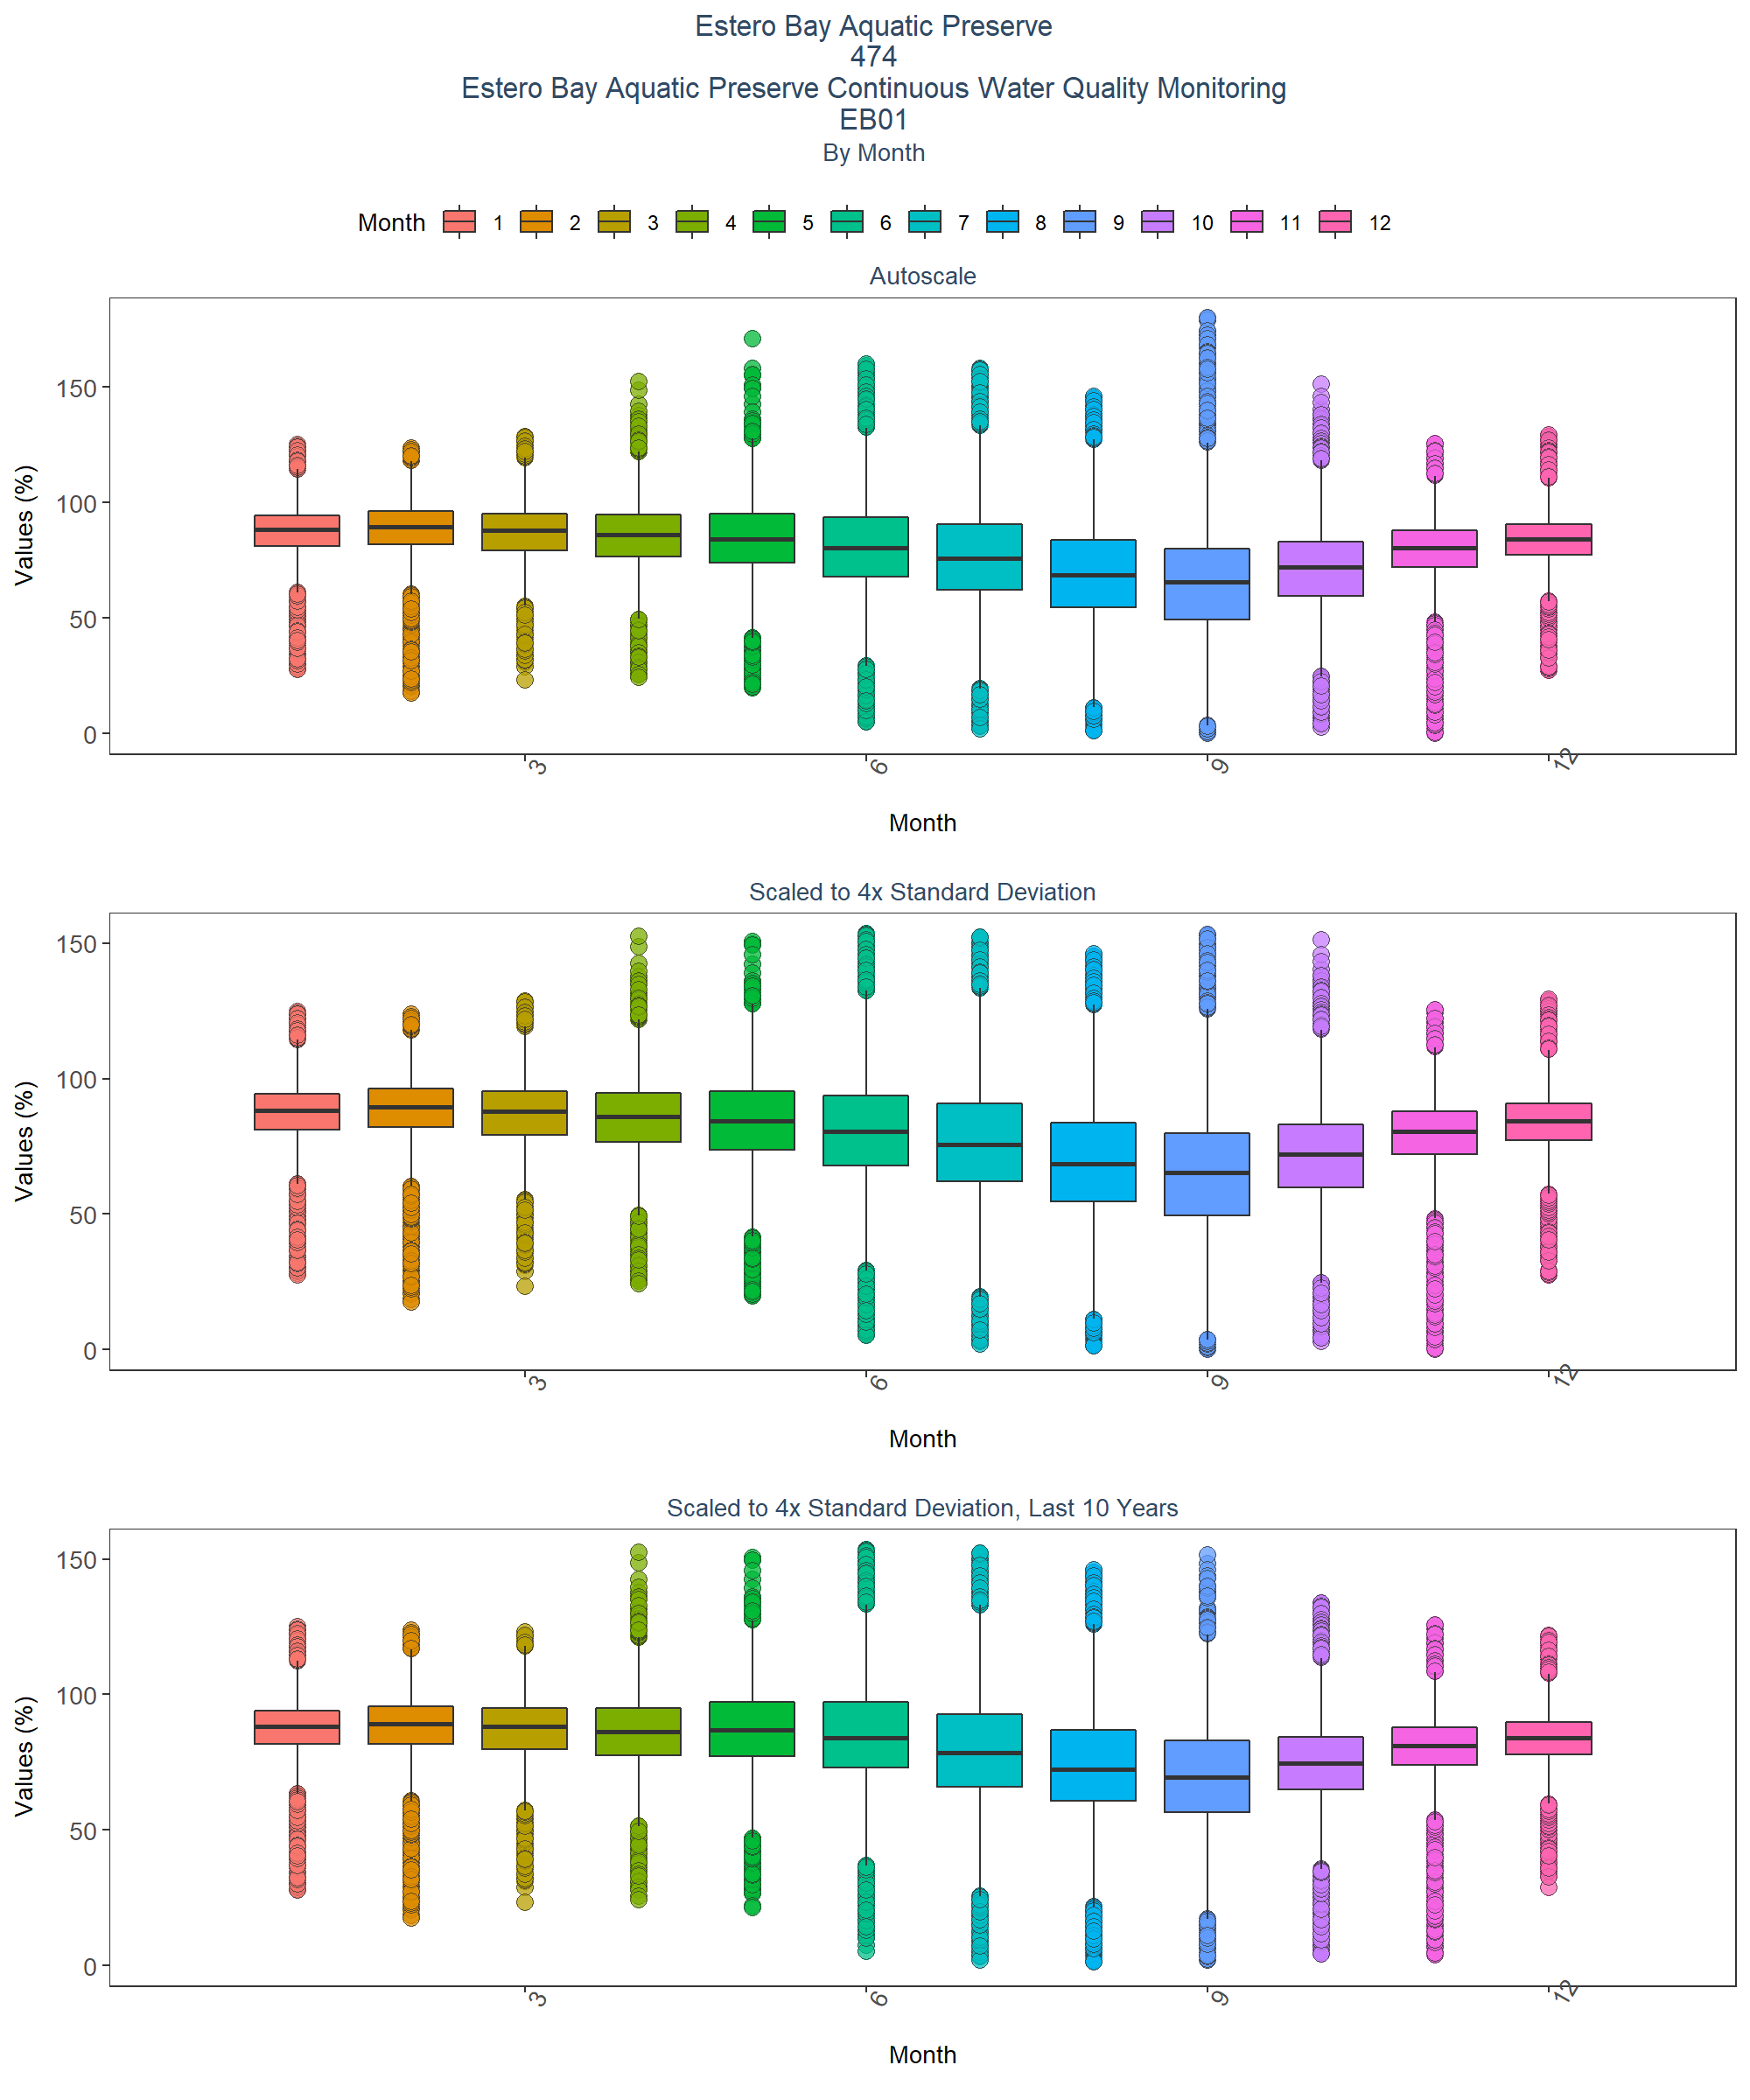 Estero Bay Aquatic Preserve
474
Estero Bay Aquatic Preserve Continuous Water Quality Monitoring
EB01
By Month
Month 1 2 3 4 5 6 7 8 9 10 11 12
Autoscale
Values (%)
150
100
50
0
3 6 9 12
Month
Scaled to 4x Standard Deviation
Values (%)
150
100
50
0
3 6 9 12
Month
Scaled to 4x Standard Deviation, Last 10 Years
Values (%)
150
100
50
0
3 6 9 12
Month